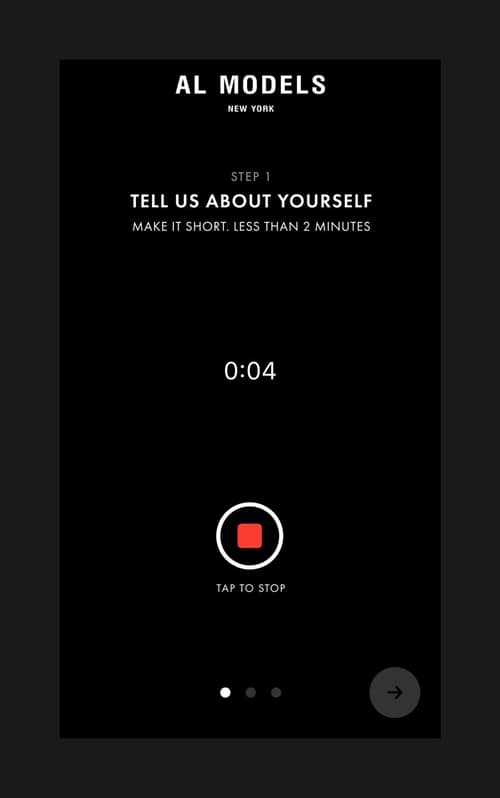 AL MODELS
NEW YORK
STEP 1
TELL US ABOUT YOURSELF
MAKE IT SHORT. LESS THAN 2 MINUTES
0:04
TAP TO STOP